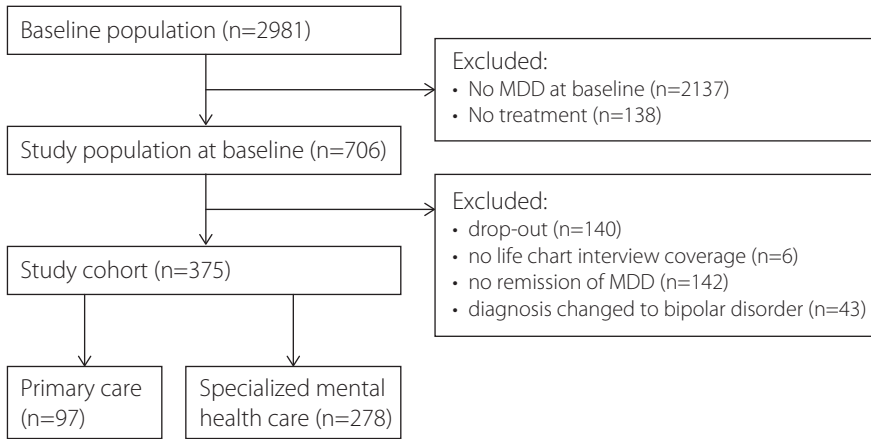 Baseline population (n=2981)
Excluded:
• No MDD at baseline (n=2137)
• No treatment (n=138)
Study population at baseline (n=706)
Excluded:
• drop-out (n=140)
• no life chart interview coverage (n=6)
• no remission of MDD (n=142)
• diagnosis changed to bipolar disorder (n=43)
Study cohort (n=375)
Primary care
(n=97)
Specialized mental
health care (n=278)